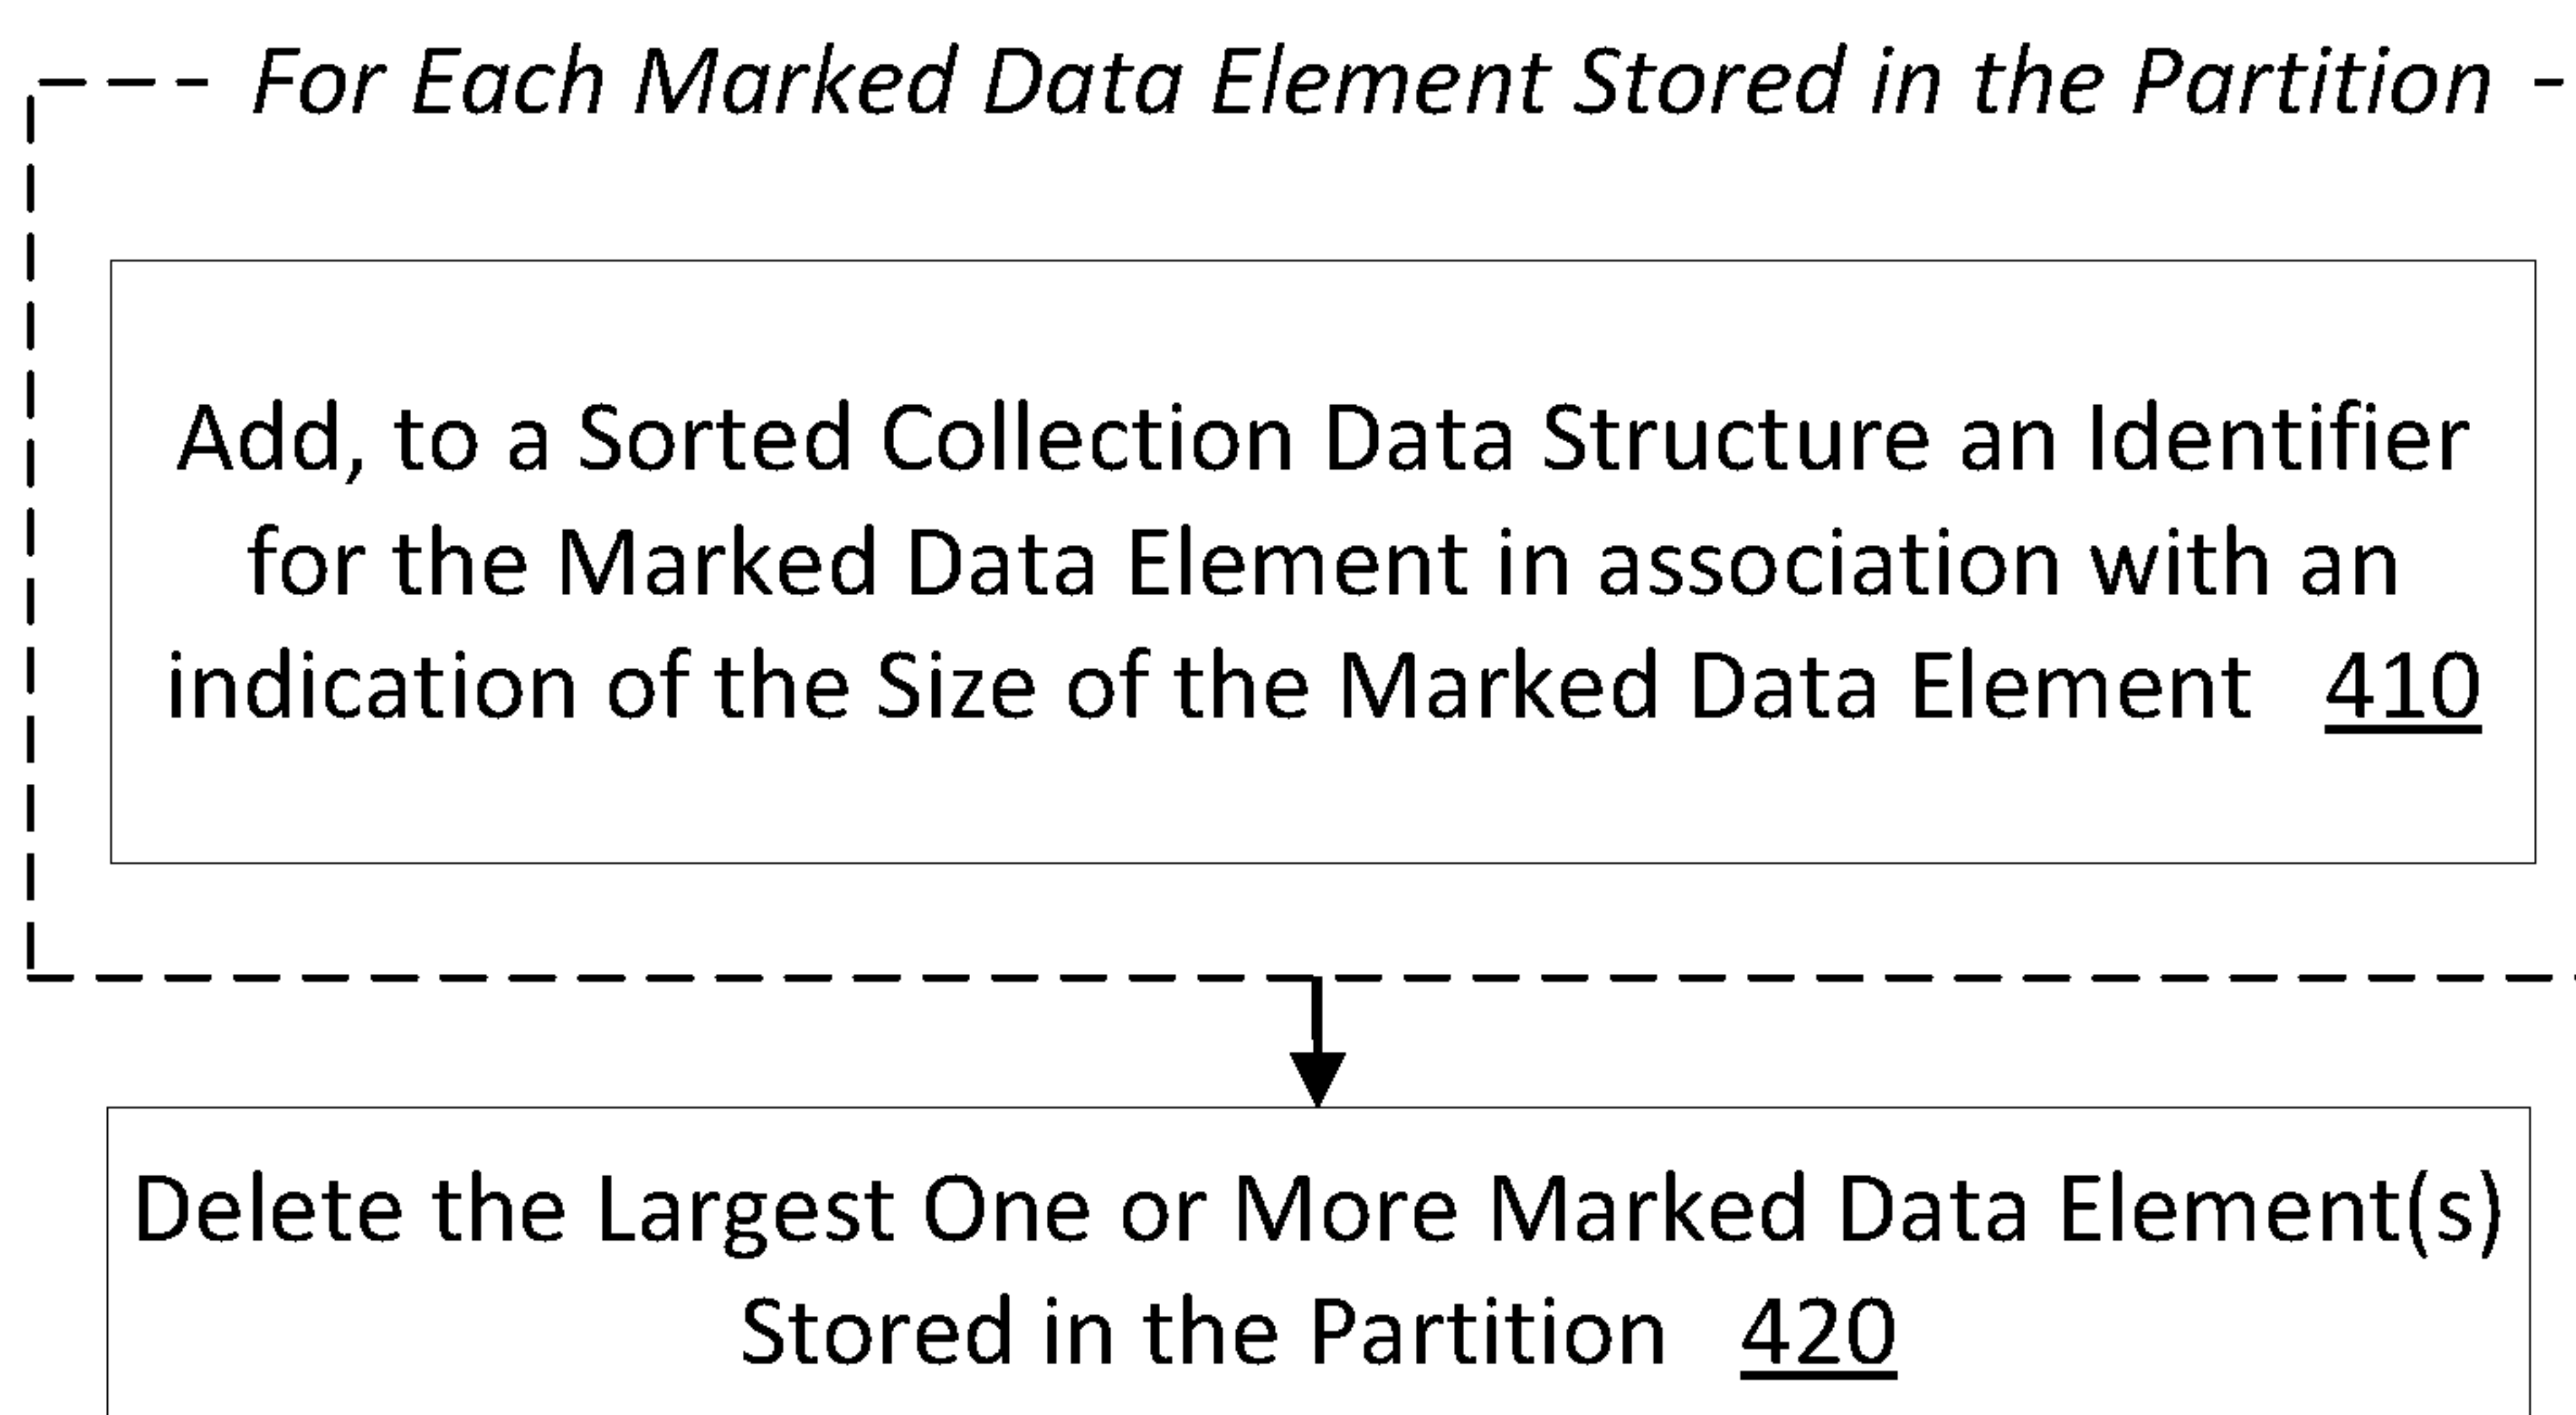 For Each Marked Data Element Stored in the Partition
Add, to a Sorted Collection Data Structure an Identifier
for the Marked Data Element in association with an
indication of the Size of the Marked Data Element 410
Delete the Largest One or More Marked Data Element(s)
Stored in the Partition 420